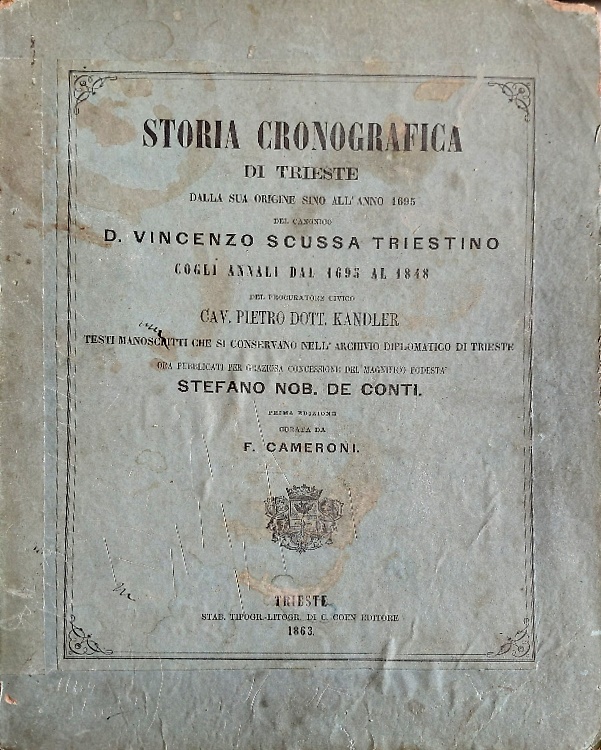 STORIA CRONOGRAFICA
DI TRIESTE
DALLA SUA ORIGINE SINO ALL'ANNO 1695
DEL CANONICO
D. VINCENZO SCUSSA TRIESTINO
COGLI ANNALI DAL 1695 AL 1848
DEL PROCURATORE CIVICO
CAV. PIETRO DOTT. KANDLER
TESTI MANOSCRITTI CHE SI CONSERVANO NELL' ARCHIVIO DIPLOMATICO DI TRIESTE
ORA PUBBLICATI PER GRAZIOSA CONCESSIONE DEL MAGNIFICO PODESTA'
STEFANO NOB. DE CONTI.
PRIMA EDIZIONE
CURATA DA
F. CAMERONI.
TRIESTE
STAB. TIPOGR.-LITOGR. DI C. COEN EDITORE
1863.